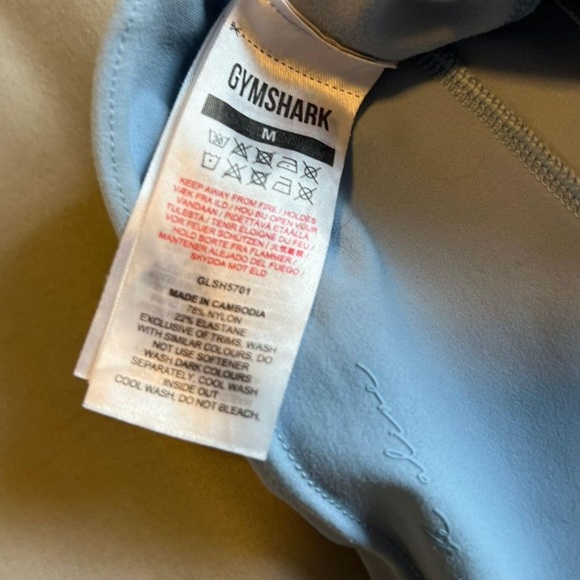 GYMSHARK
M
KEEP AWAY FROM FIRE / HOLDES
VÆK FRA ILD / HOU BIJ OPEN VUUR
VANDAAN / PIDETTÄVÄ ETÄÄLLÄ
TULESTA / TENIR ÉLOIGNÉ DU FEU /
VOR FEUER SCHÜTZEN /
HOLD BORTE FRA FLAMMER /
MANTENER ALEJADO DEL FUEGO /
SKYDDA MOT ELD
GLSH5701
MADE IN CAMBODIA
78% NYLON
22% ELASTANE
EXCLUSIVE OF TRIMS. WASH
WITH SIMILAR COLOURS. DO
NOT USE SOFTENER
WASH DARK COLOURS
SEPARATELY. COOL WASH
INSIDE OUT
COOL WASH, DO NOT BLEACH.